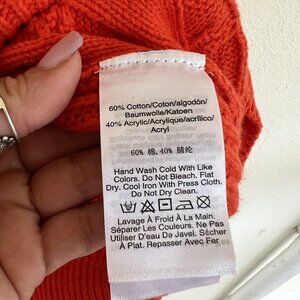 60% Cotton/Coton/algodón/
Baumwolle/Katoen
40% Acrylic/Acrylique/acrílico/
Acryl
60% 棉, 40% 腈纶
Hand Wash Cold With Like
Colors. Do Not Bleach. Flat
Dry. Cool Iron With Press Cloth.
Do Not Dry Clean.
Lavage À Froid À La Main.
Séparer Les Couleurs. Ne Pas
Utiliser D'eau De Javel. Sécher
À Plat. Repasser Avec Fer